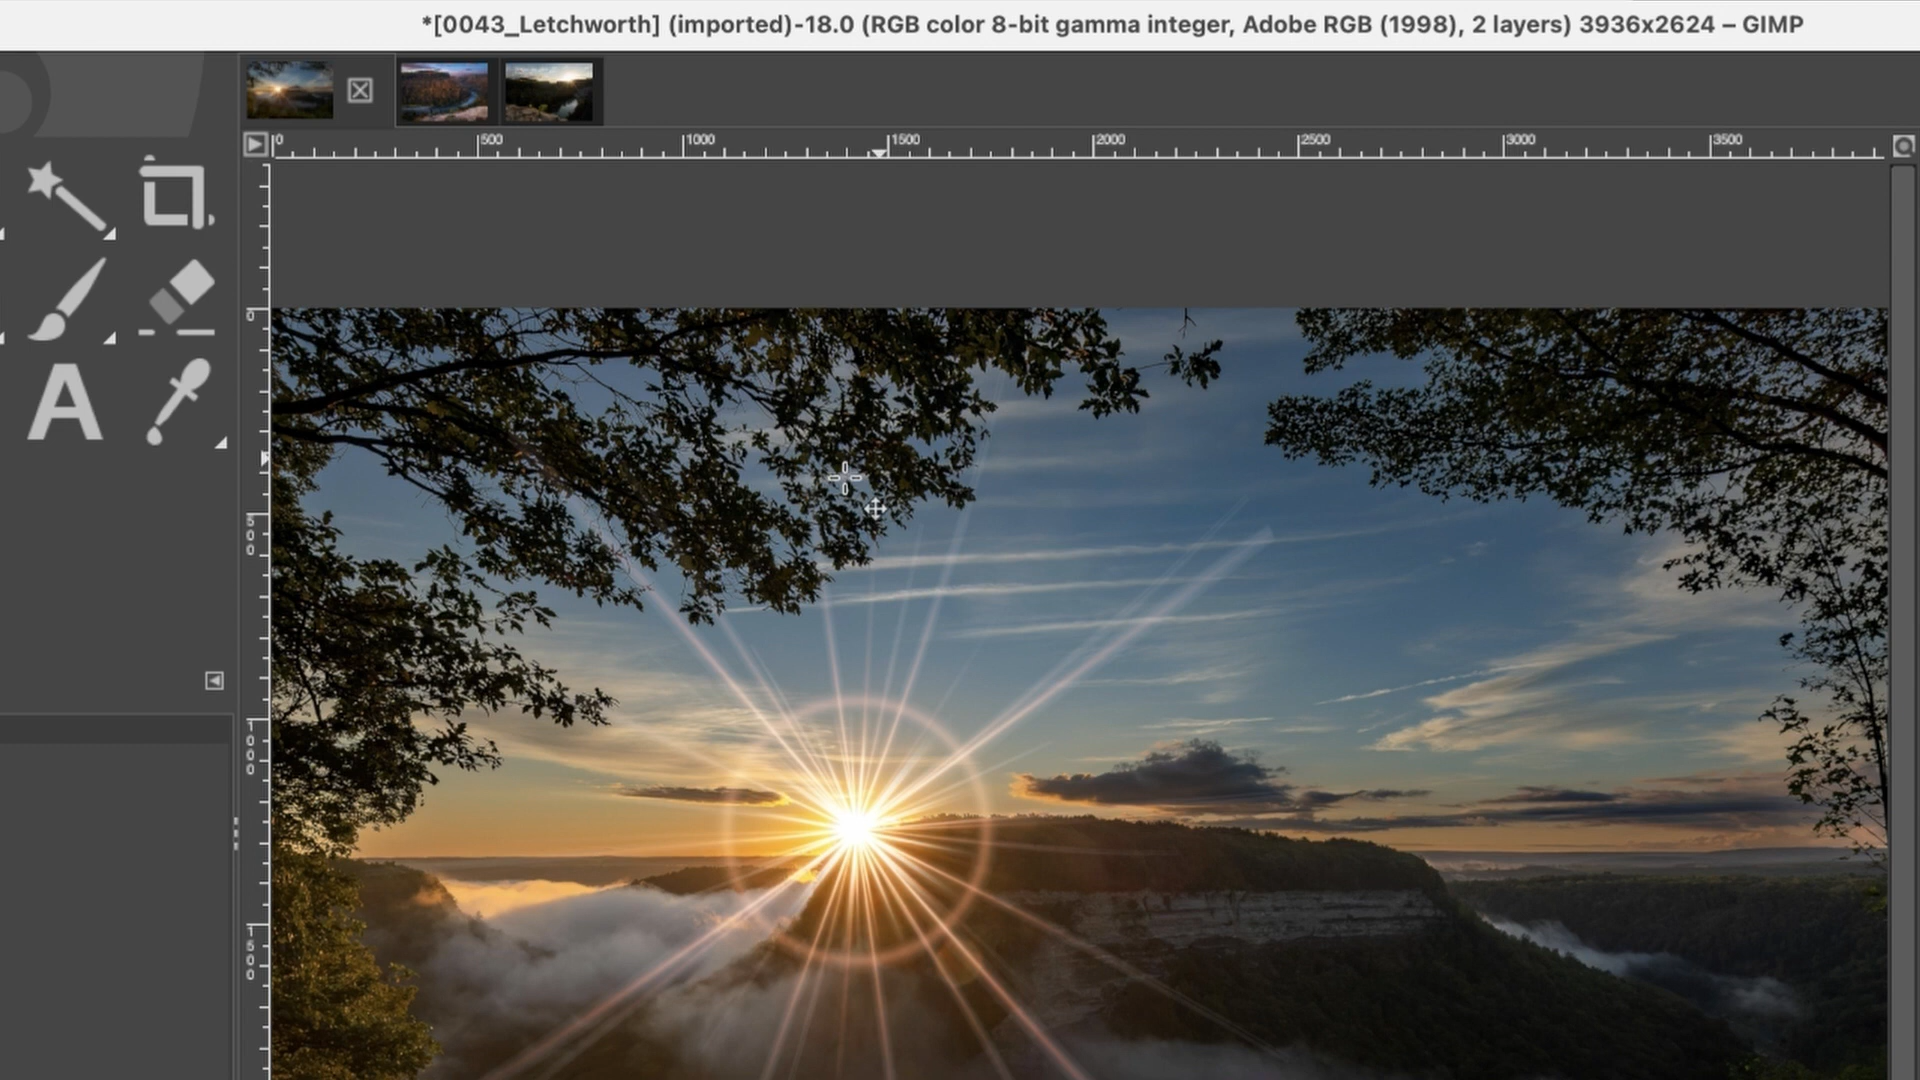 *[0043_Letchworth] (imported)-18.0 (RGB color 8-bit gamma integer, Adobe RGB (1998), 2 layers) 3936x2624 – GIMP
0 500 1000 1500 2000 2500 3000 3500
A
0
500
1000
1500